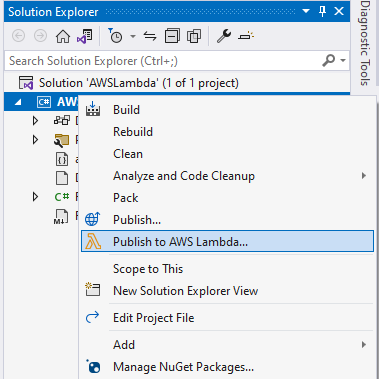 Solution Explorer
Diagnostic Tools
Search Solution Explorer (Ctrl+;)
Solution 'AWSLambda' (1 of 1 project)
C#
Build
Rebuild
Clean
Analyze and Code Cleanup
Pack
Publish...
Publish to AWS Lambda...
Scope to This
New Solution Explorer View
Edit Project File
Add
Manage NuGet Packages...